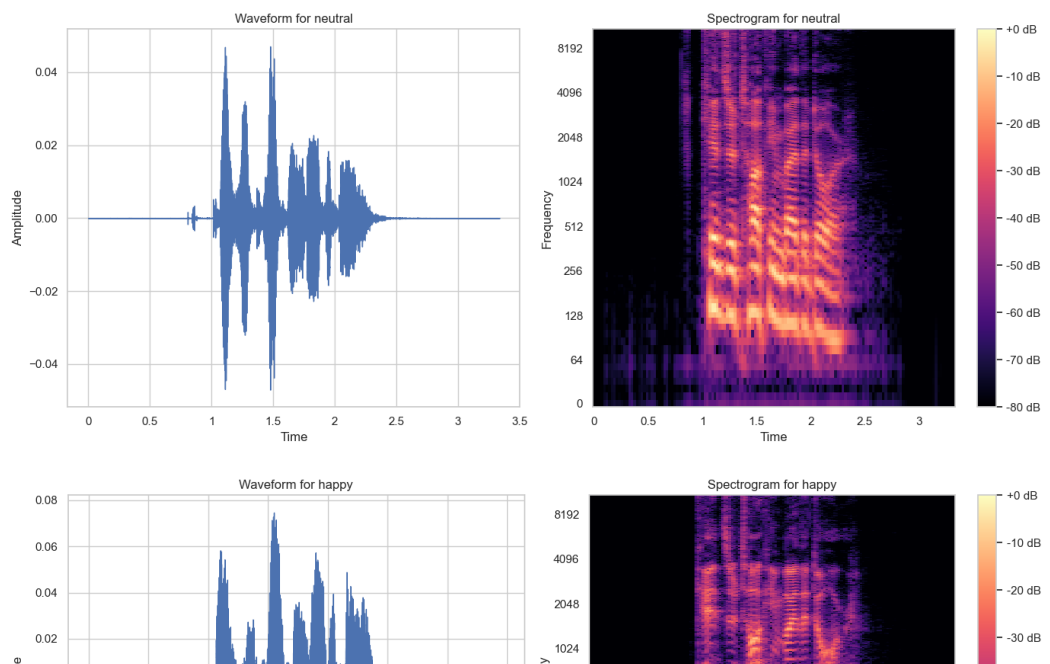 Waveform for neutral
Spectrogram for neutral
0.04
0.02
0.00
−0.02
−0.04
Amplitude
0
0.5
1
1.5
2
2.5
3
3.5
Time
8192
4096
2048
1024
512
256
128
64
0
Frequency
0
0.5
1
1.5
2
2.5
3
Time
+0 dB
-10 dB
-20 dB
-30 dB
-40 dB
-50 dB
-60 dB
-70 dB
-80 dB
Waveform for happy
Spectrogram for happy
0.08
0.06
0.04
0.02
8192
4096
2048
1024
+0 dB
-10 dB
-20 dB
-30 dB